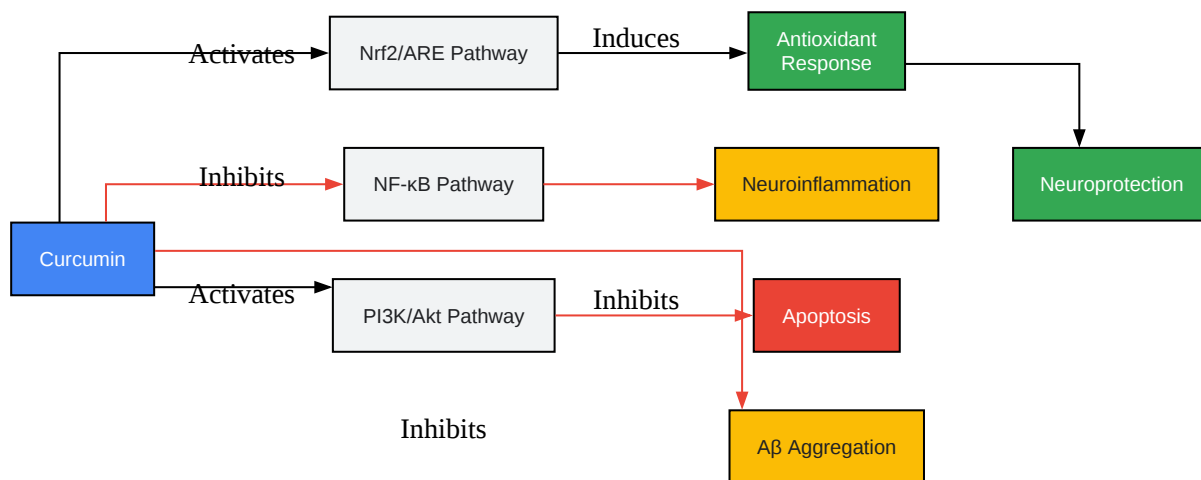 Activates
Nrf2/ARE Pathway
Induces
Antioxidant
Response
Inhibits
NF-κB Pathway
Neuroinflammation
Neuroprotection
Curcumin
Activates
PI3K/Akt Pathway
Inhibits
Apoptosis
Inhibits
Aβ Aggregation